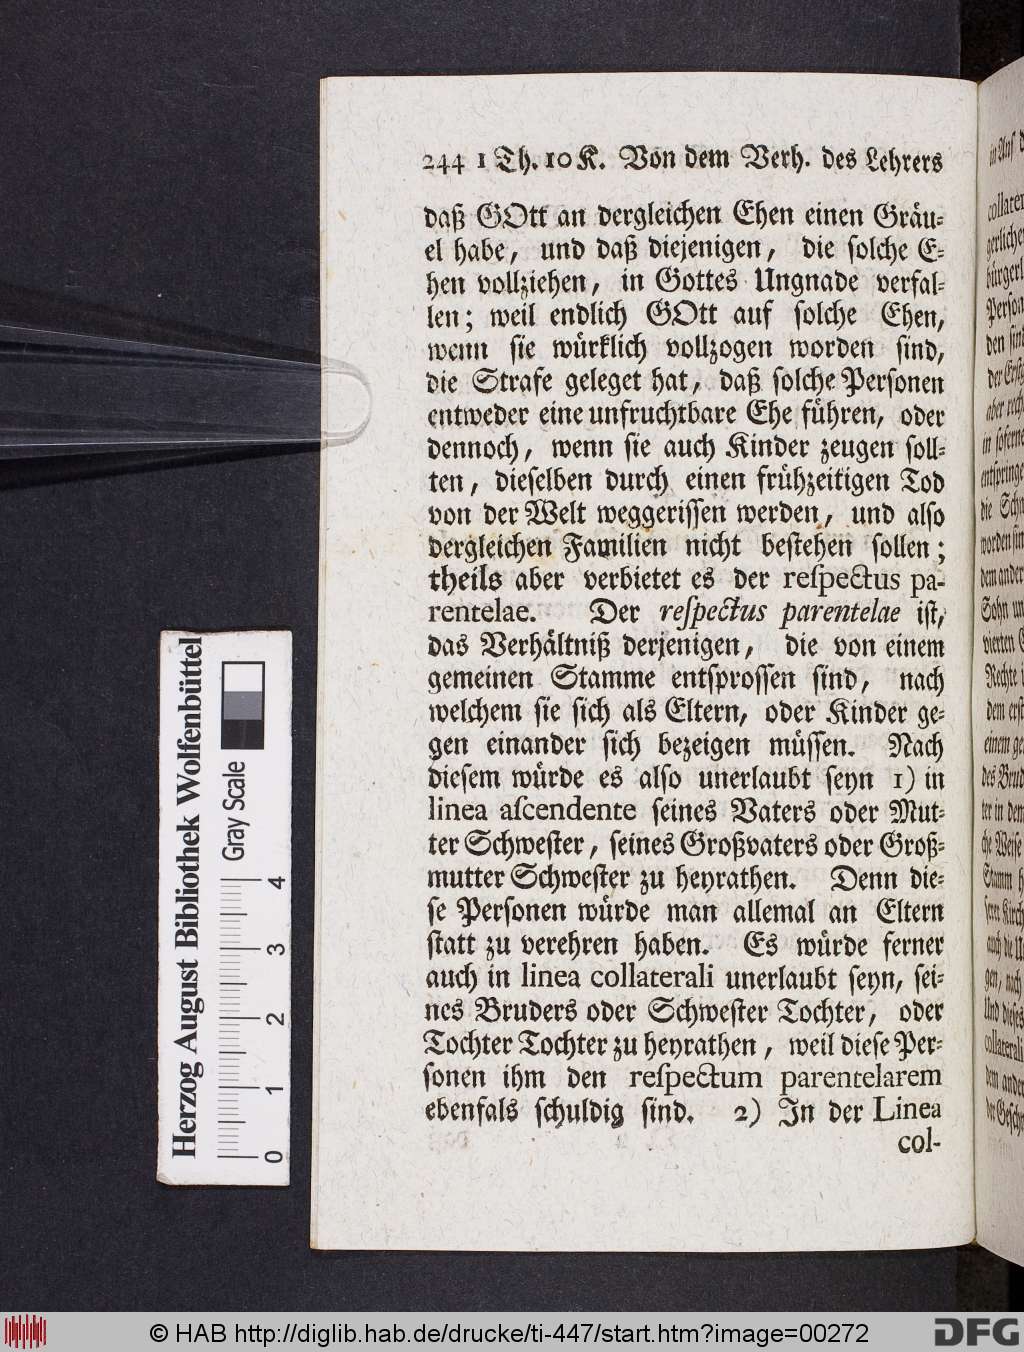 244 1 Th. 10 K. Von dem Verh. des Lehrers
daß GOtt an dergleichen Ehen einen Gräu-
el habe, und daß diejenigen, die solche E-
hen vollziehen, in Gottes Ungnade verfal-
len; weil endlich GOtt auf solche Ehen,
wenn sie würklich vollzogen worden sind,
die Strafe geleget hat, daß solche Personen
entweder eine unfruchtbare Ehe führen, oder
dennoch, wenn sie auch Kinder zeugen soll-
ten, dieselben durch einen frühzeitigen Tod
von der Welt weggerissen werden, und also
dergleichen Familien nicht bestehen sollen;
theils aber verbietet es der reſpectus pa-
rentelae. Der reſpectus parentelae ist,
das Verhältniß derjenigen, die von einem
gemeinen Stamme entsprossen sind, nach
welchem sie sich als Eltern, oder Kinder ge-
gen einander sich bezeigen müssen. Nach
diesem würde es also unerlaubt seyn 1) in
linea aſcendente seines Vaters oder Mut-
ter Schwester, seines Großvaters oder Groß-
mutter Schwester zu heyrathen. Denn die-
se Personen würde man allemal an Eltern
statt zu verehren haben. Es würde ferner
auch in linea collaterali unerlaubt seyn, sei-
nes Bruders oder Schwester Tochter, oder
Tochter Tochter zu heyrathen, weil diese Per-
sonen ihm den reſpectum parentelarem
ebenfals schuldig sind. 2) In der Linea
col-
Herzog August Bibliothek Wolfenbüttel
Gray Scale
0 1 2 3 4
© HAB http://diglib.hab.de/drucke/ti-447/start.htm?image=00272
DFG